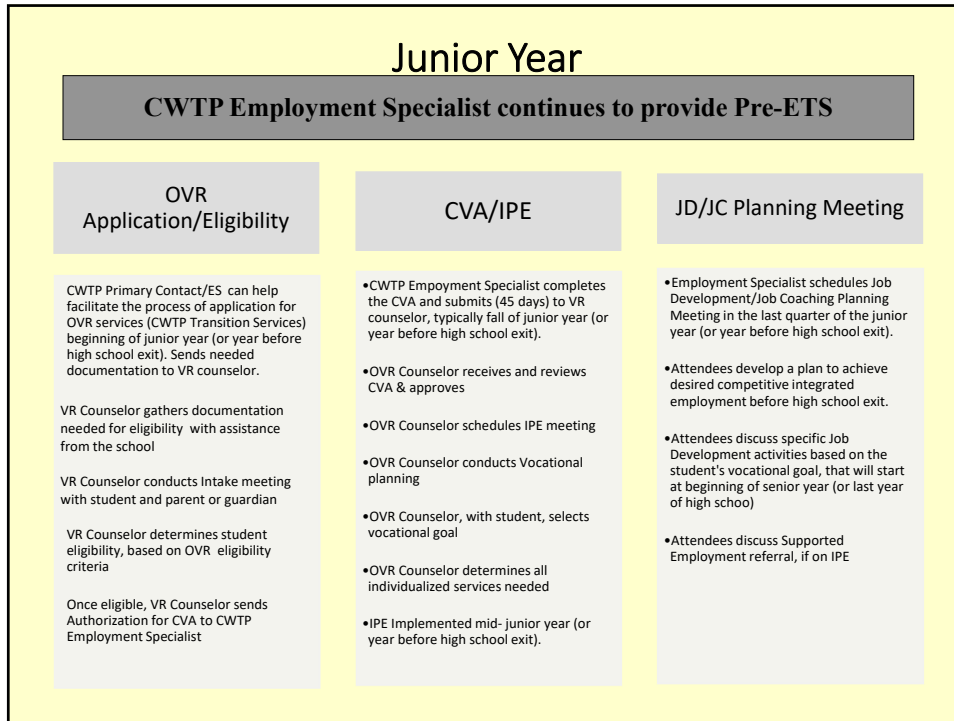 Junior Year
CWTP Employment Specialist continues to provide Pre-ETS
OVR
Application/Eligibility
CWTP Primary Contact/ES can help
facilitate the process of application for
OVR services (CWTP Transition Services)
beginning of junior year (or year before
high school exit). Sends needed
documentation to VR counselor.
VR Counselor gathers documentation
needed for eligibility with assistance
from the school
VR Counselor conducts Intake meeting
with student and parent or guardian
VR Counselor determines student
eligibility, based on OVR eligibility
criteria
Once eligible, VR Counselor sends
Authorization for CVA to CWTP
Employment Specialist
CVA/IPE
•CWTP Empoyment Specialist completes
the CVA and submits (45 days) to VR
counselor, typically fall of junior year (or
year before high school exit).
•OVR Counselor receives and reviews
CVA & approves
•OVR Counselor schedules IPE meeting
•OVR Counselor conducts Vocational
planning
•OVR Counselor, with student, selects
vocational goal
•OVR Counselor determines all
individualized services needed
•IPE Implemented mid- junior year (or
year before high school exit).
JD/JC Planning Meeting
•Employment Specialist schedules Job
Development/Job Coaching Planning
Meeting in the last quarter of the junior
year (or year before high school exit).
•Attendees develop a plan to achieve
desired competitive integrated
employment before high school exit.
•Attendees discuss specific Job
Development activities based on the
student's vocational goal, that will start
at beginning of senior year (or last year
of high schoo)
•Attendees discuss Supported
Employment referral, if on IPE